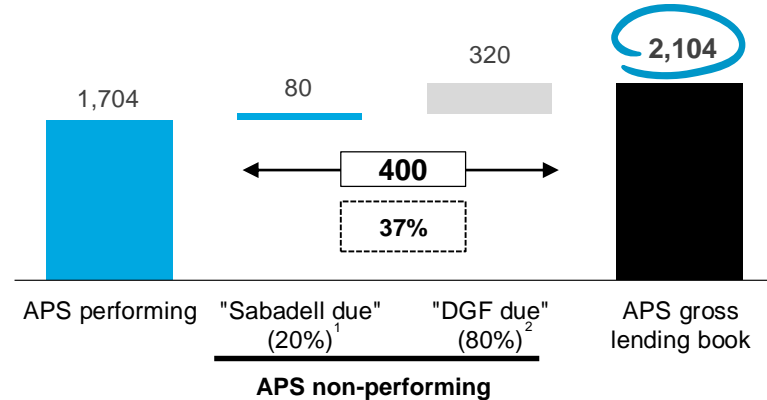 320
2,104
1,704
80
400
37%
APS performing
"Sabadell due"
(20%)1
"DGF due"
(80%)2
APS gross
lending book
APS non-performing